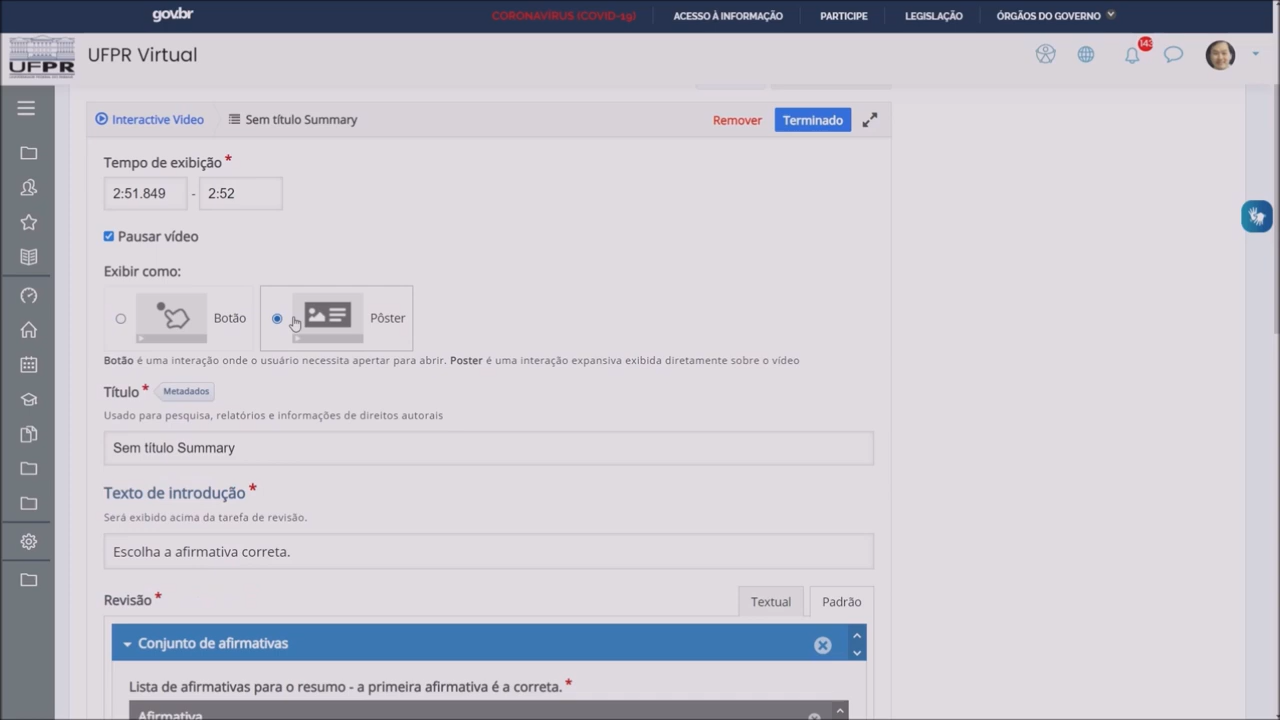 govbr
CORONAVÍRUS (COVID-19)
ACESSO À INFORMAÇÃO
PARTICIPE
LEGISLAÇÃO
ÓRGÃOS DO GOVERNO
UFPR
UFPR Virtual
143
Interactive Video
Sem título Summary
Remover
Terminado
Tempo de exibição *
2:51.849 - 2:52
Pausar vídeo
Exibir como:
Botão
Pôster
Botão é uma interação onde o usuário necessita apertar para abrir. Poster é uma interação expansiva exibida diretamente sobre o vídeo
Título * Metadados
Usado para pesquisa, relatórios e informações de direitos autorais
Sem título Summary
Texto de introdução *
Será exibido acima da tarefa de revisão.
Escolha a afirmativa correta.
Revisão *
Textual
Padrão
Conjunto de afirmativas
Lista de afirmativas para o resumo - a primeira afirmativa é a correta. *
Afirmativa